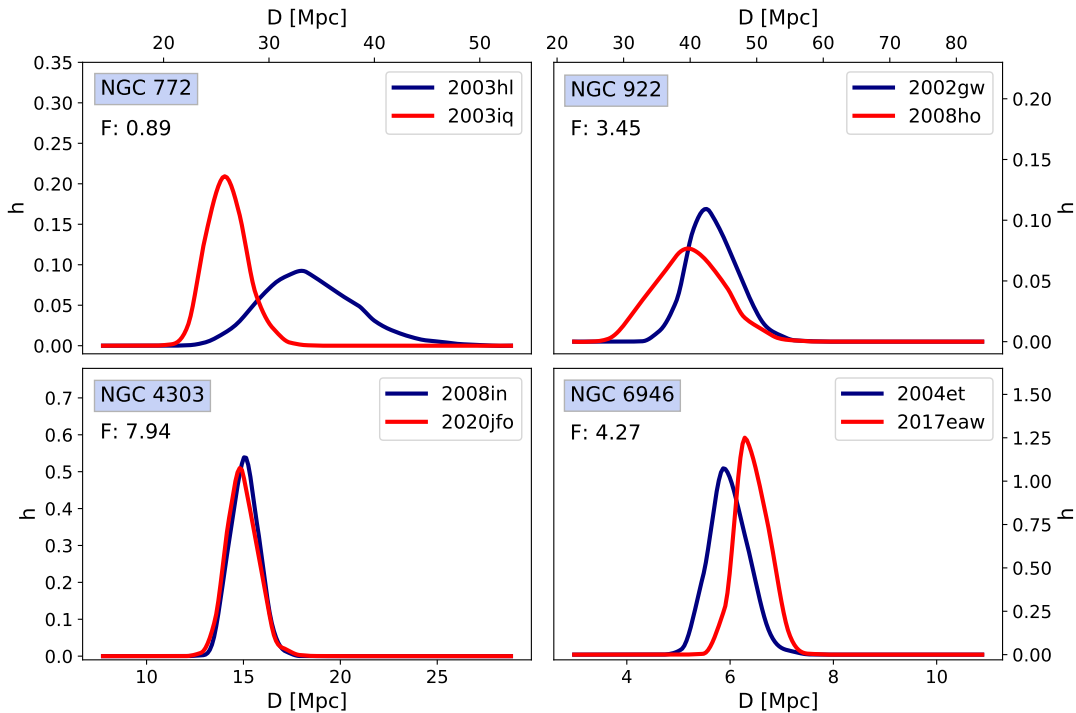 D [Mpc]
20 30 40 50
D [Mpc]
20 30 40 50 60 70 80
0.35
0.30
0.25
0.20
0.15
0.10
0.05
0.00
h
NGC 772
F: 0.89
2003hl
2003iq
NGC 922
F: 3.45
2002gw
2008ho
0.20
0.15
0.10
0.05
0.00
h
0.7
0.6
0.5
0.4
0.3
0.2
0.1
0.0
h
NGC 4303
F: 7.94
2008in
2020jfo
10 15 20 25
D [Mpc]
NGC 6946
F: 4.27
2004et
2017eaw
1.50
1.25
1.00
0.75
0.50
0.25
0.00
h
4 6 8 10
D [Mpc]